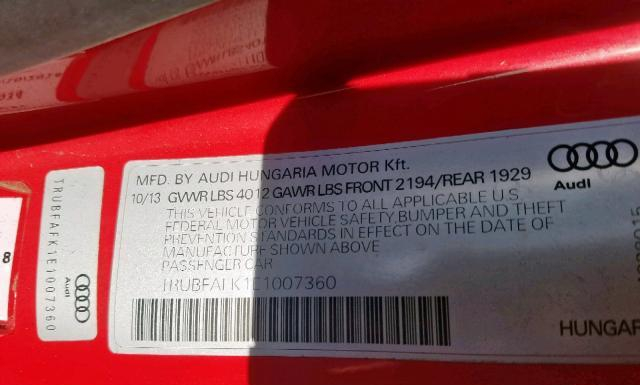 MFD. BY AUDI HUNGARIA MOTOR Kft.
10/13 GVWR LBS 4012 GAWR LBS FRONT 2194/REAR 1929
THIS VEHICLE CONFORMS TO ALL APPLICABLE U.S.
FEDERAL MOTOR VEHICLE SAFETY,BUMPER AND THEFT
PREVENTION STANDARDS IN EFFECT ON THE DATE OF
MANUFACTURE SHOWN ABOVE
PASSENGER CAR
TRUBFAFK1E1007360
Audi
HUNGAR
TRUBFAFK1E1007360
Audi
8